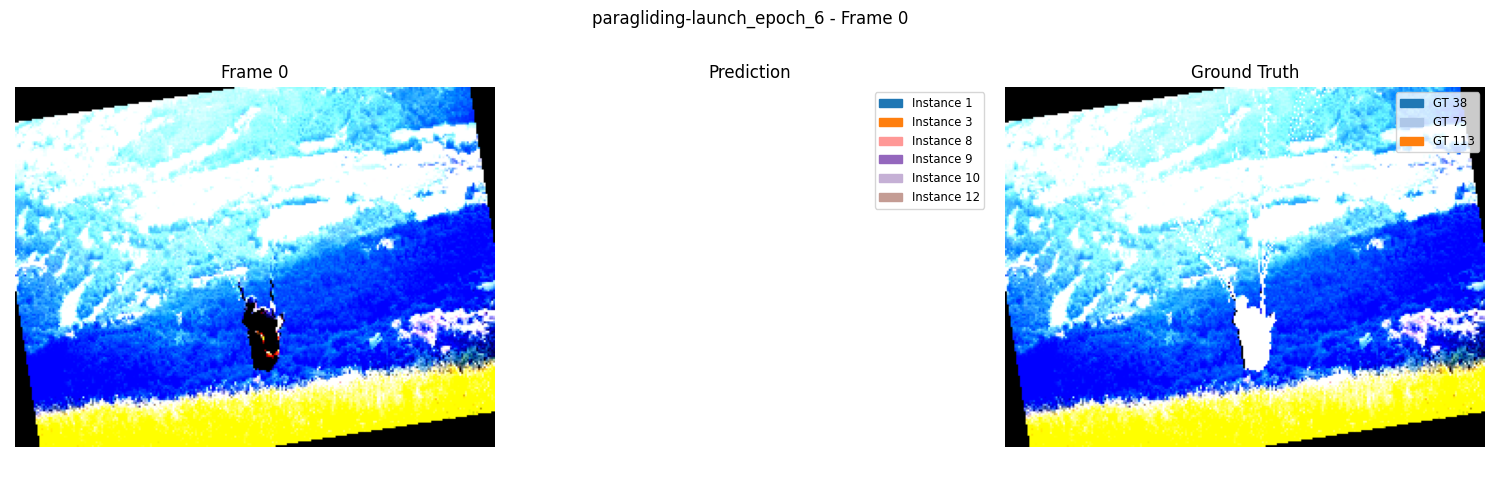 paragliding-launch_epoch_6 - Frame 0
Frame 0
Prediction
Ground Truth
Instance 1
Instance 3
Instance 8
Instance 9
Instance 10
Instance 12
GT 38
GT 75
GT 113